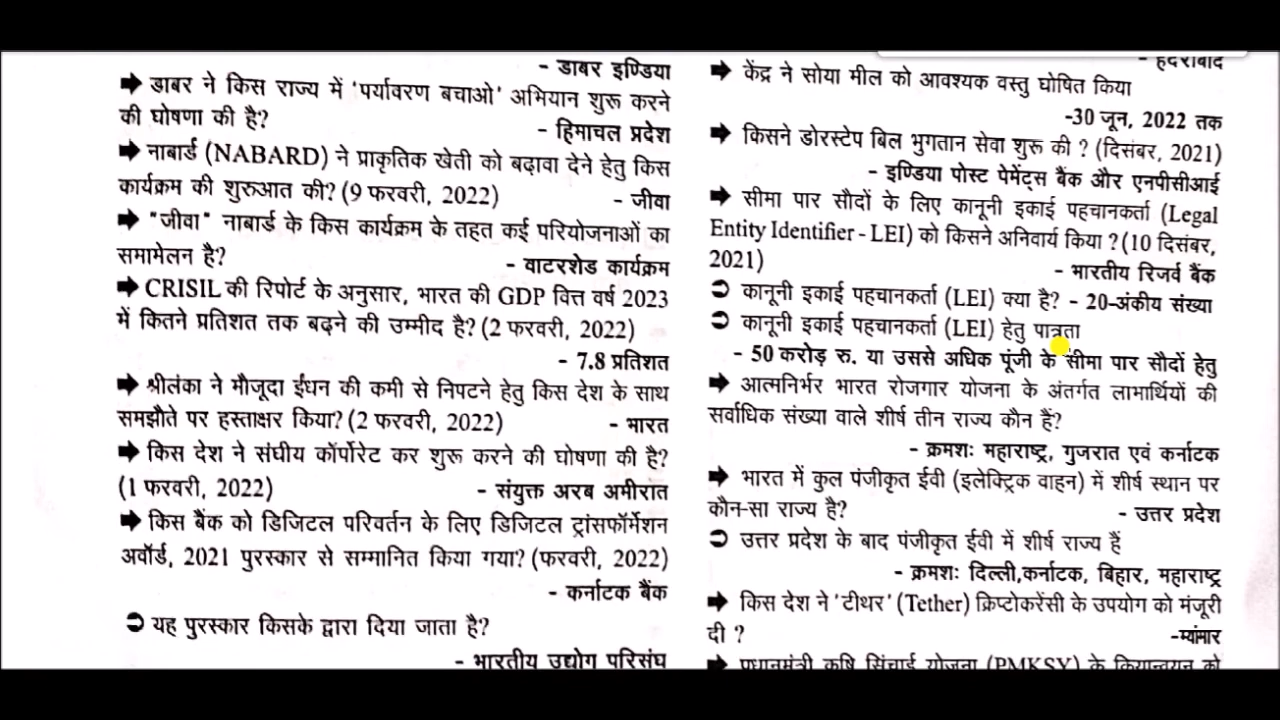 - डाबर इण्डिया
➡ डाबर ने किस राज्य में 'पर्यावरण बचाओ' अभियान शुरू करने
की घोषणा की है?
- हिमाचल प्रदेश
➡ नाबार्ड (NABARD) ने प्राकृतिक खेती को बढ़ावा देने हेतु किस
कार्यक्रम की शुरुआत की? (9 फरवरी, 2022) - जीवा
➡ "जीवा" नाबार्ड के किस कार्यक्रम के तहत कई परियोजनाओं का
समामेलन है?
- वाटरशेड कार्यक्रम
➡ CRISIL की रिपोर्ट के अनुसार, भारत की GDP वित्त वर्ष 2023
में कितने प्रतिशत तक बढ़ने की उम्मीद है? (2 फरवरी, 2022)
- 7.8 प्रतिशत
➡ श्रीलंका ने मौजूदा ईंधन की कमी से निपटने हेतु किस देश के साथ
समझौते पर हस्ताक्षर किया? (2 फरवरी, 2022) - भारत
➡ किस देश ने संघीय कॉर्पोरेट कर शुरू करने की घोषणा की है?
(1 फरवरी, 2022) - संयुक्त अरब अमीरात
➡ किस बैंक को डिजिटल परिवर्तन के लिए डिजिटल ट्रांसफॉर्मेशन
अवॉर्ड, 2021 पुरस्कार से सम्मानित किया गया? (फरवरी, 2022)
- कर्नाटक बैंक
⮊ यह पुरस्कार किसके द्वारा दिया जाता है?
- भारतीय उद्योग परिसंघ
- हैदराबाद
➡ केंद्र ने सोया मील को आवश्यक वस्तु घोषित किया
-30 जून, 2022 तक
➡ किसने डोरस्टेप बिल भुगतान सेवा शुरू की ? (दिसंबर, 2021)
- इण्डिया पोस्ट पेमेंट्स बैंक और एनपीसीआई
➡ सीमा पार सौदों के लिए कानूनी इकाई पहचानकर्ता (Legal
Entity Identifier - LEI) को किसने अनिवार्य किया ? (10 दिसंबर,
2021)
- भारतीय रिजर्व बैंक
⮊ कानूनी इकाई पहचानकर्ता (LEI) क्या है? - 20-अंकीय संख्या
⮊ कानूनी इकाई पहचानकर्ता (LEI) हेतु पात्रता
- 50 करोड़ रु. या उससे अधिक पूंजी के सीमा पार सौदों हेतु
➡ आत्मनिर्भर भारत रोजगार योजना के अंतर्गत लाभार्थियों की
सर्वाधिक संख्या वाले शीर्ष तीन राज्य कौन हैं?
- क्रमशः महाराष्ट्र, गुजरात एवं कर्नाटक
➡ भारत में कुल पंजीकृत ईवी (इलेक्ट्रिक वाहन) में शीर्ष स्थान पर
कौन-सा राज्य है?
- उत्तर प्रदेश
⮊ उत्तर प्रदेश के बाद पंजीकृत ईवी में शीर्ष राज्य हैं
- क्रमशः दिल्ली,कर्नाटक, बिहार, महाराष्ट्र
➡ किस देश ने 'टीथर' (Tether) क्रिप्टोकरेंसी के उपयोग को मंजूरी
दी ?
-म्यांमार
➡ प्रधानमंत्री कृषि सिंचाई योजना (PMKSY) के क्रियान्वयन को